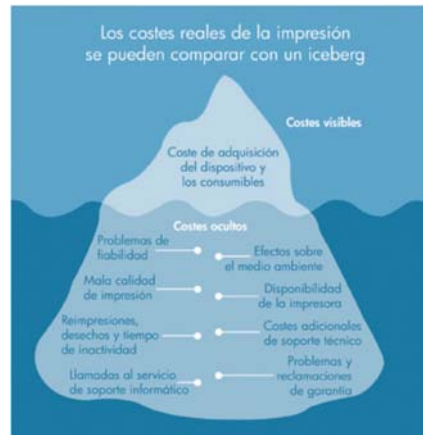 Los costes reales de la impresión
se pueden comparar con un iceberg
Costes visibles
Coste de adquisición
del dispositivo y
los consumibles
Costes ocultos
Problemas de
fiabilidad
Efectos sobre
el medio ambiente
Mala calidad
de impresión
Disponibilidad
de la impresora
Reimpresiones,
desechos y tiempo
de inactividad
Costes adicionales
de soporte técnico
Llamadas al servicio
de soporte informático
Problemas y
reclamaciones
de garantía